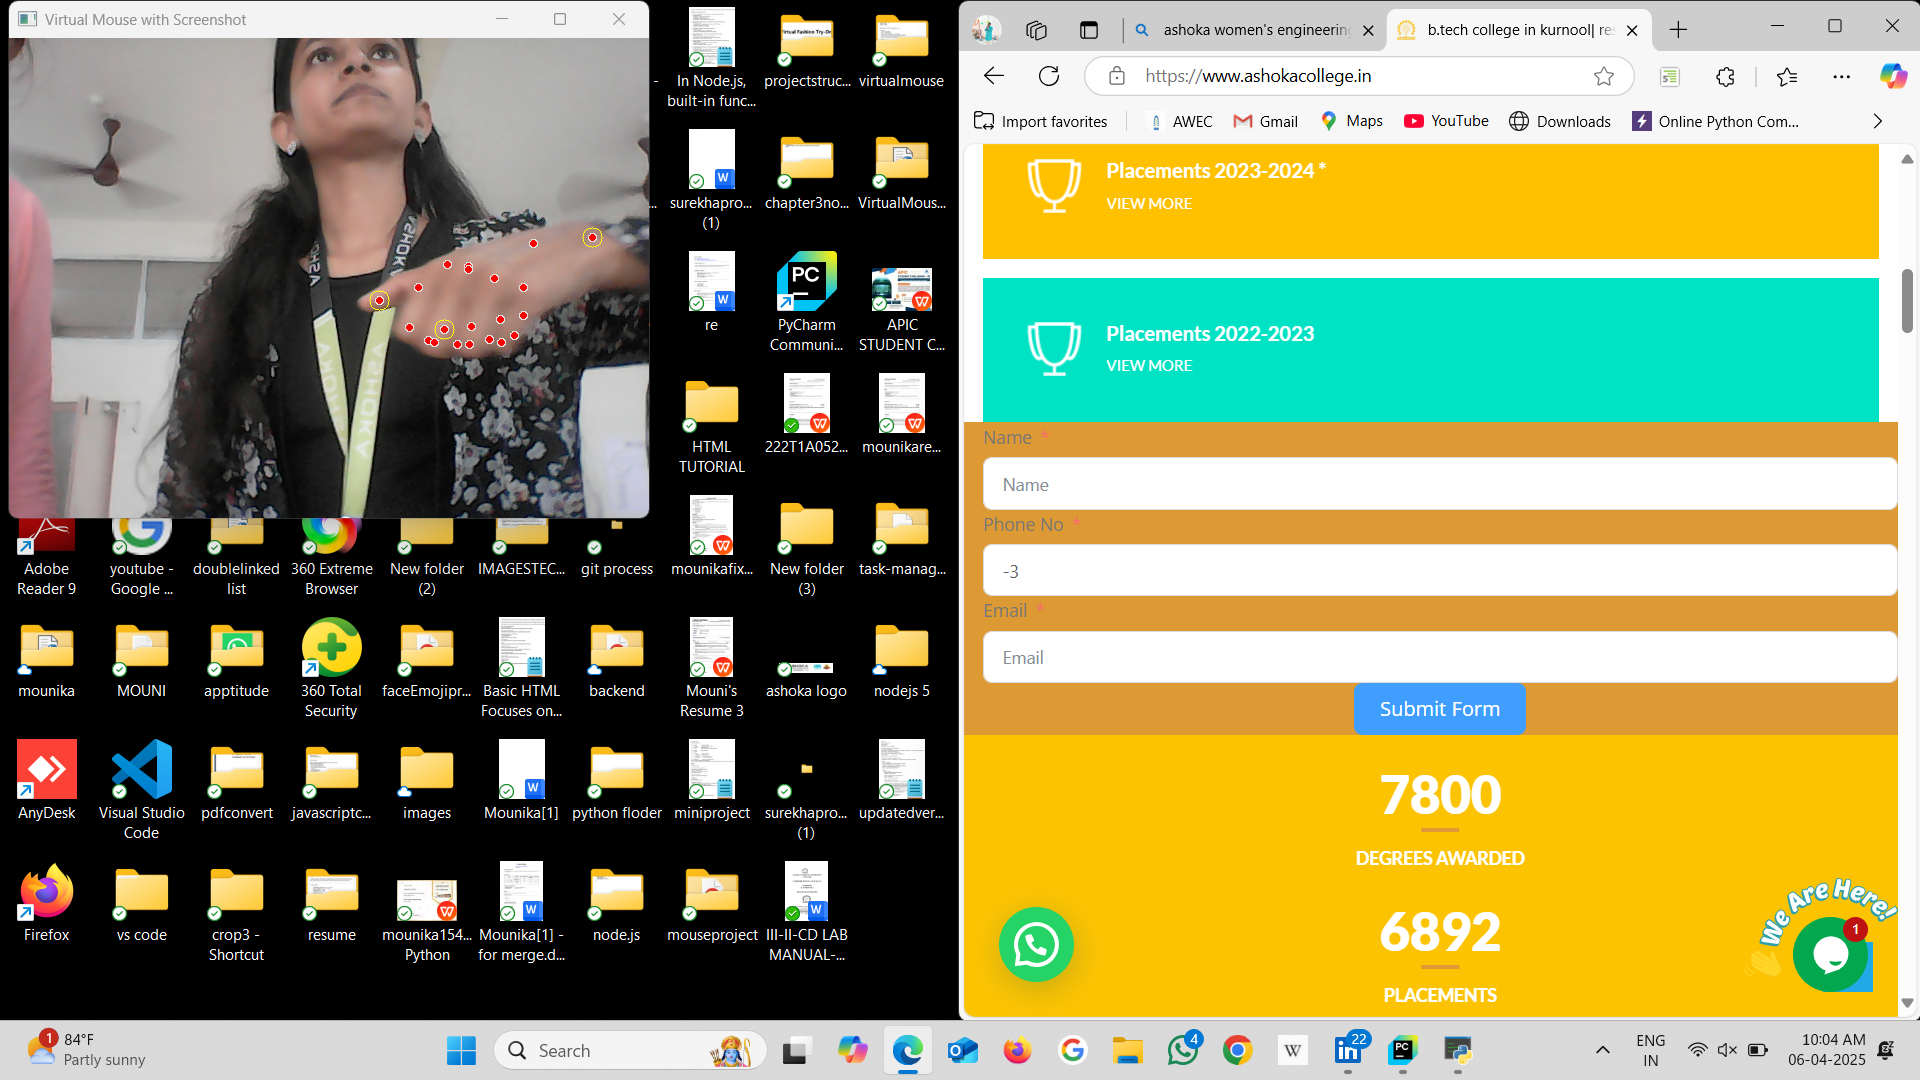 Virtual Mouse with Screenshot
ASHOKA
ASHOKA
ASHOKA
In Node.js,
built-in func...
projectstruc...
virtualmouse
surekhapro...
(1)
chapter3no...
VirtualMous...
re
PyCharm
Communi...
APIC
STUDENT C...
HTML
TUTORIAL
222T1A052...
mounikare...
Adobe
Reader 9
youtube -
Google ...
doublelinked
list
360 Extreme
Browser
New folder
(2)
IMAGESTEC...
git process
mounikafix...
New folder
(3)
task-manag...
mounika
MOUNI
apptitude
360 Total
Security
faceEmojipr...
Basic HTML
Focuses on...
backend
Mouni's
Resume 3
ashoka logo
nodejs 5
AnyDesk
Visual Studio
Code
pdfconvert
javascriptc...
images
Mounika[1]
python floder
miniproject
surekhapro...
(1)
updatedver...
Firefox
vs code
crop3 -
Shortcut
resume
mounika154...
Python
Mounika[1] -
for merge.d...
node.js
mouseproject
III-II-CD LAB
MANUAL-...
ashoka women's engineering
b.tech college in kurnool| res
https://www.ashokacollege.in
Import favorites
AWEC
Gmail
Maps
YouTube
Downloads
Online Python Com...
Placements 2023-2024 *
VIEW MORE
Placements 2022-2023
VIEW MORE
Name *
Name
Phone No *
-3
Email *
Email
Submit Form
7800
DEGREES AWARDED
6892
PLACEMENTS
We Are Here!
1
1
84°F
Partly sunny
Search
4
22
ENG
IN
10:04 AM
06-04-2025